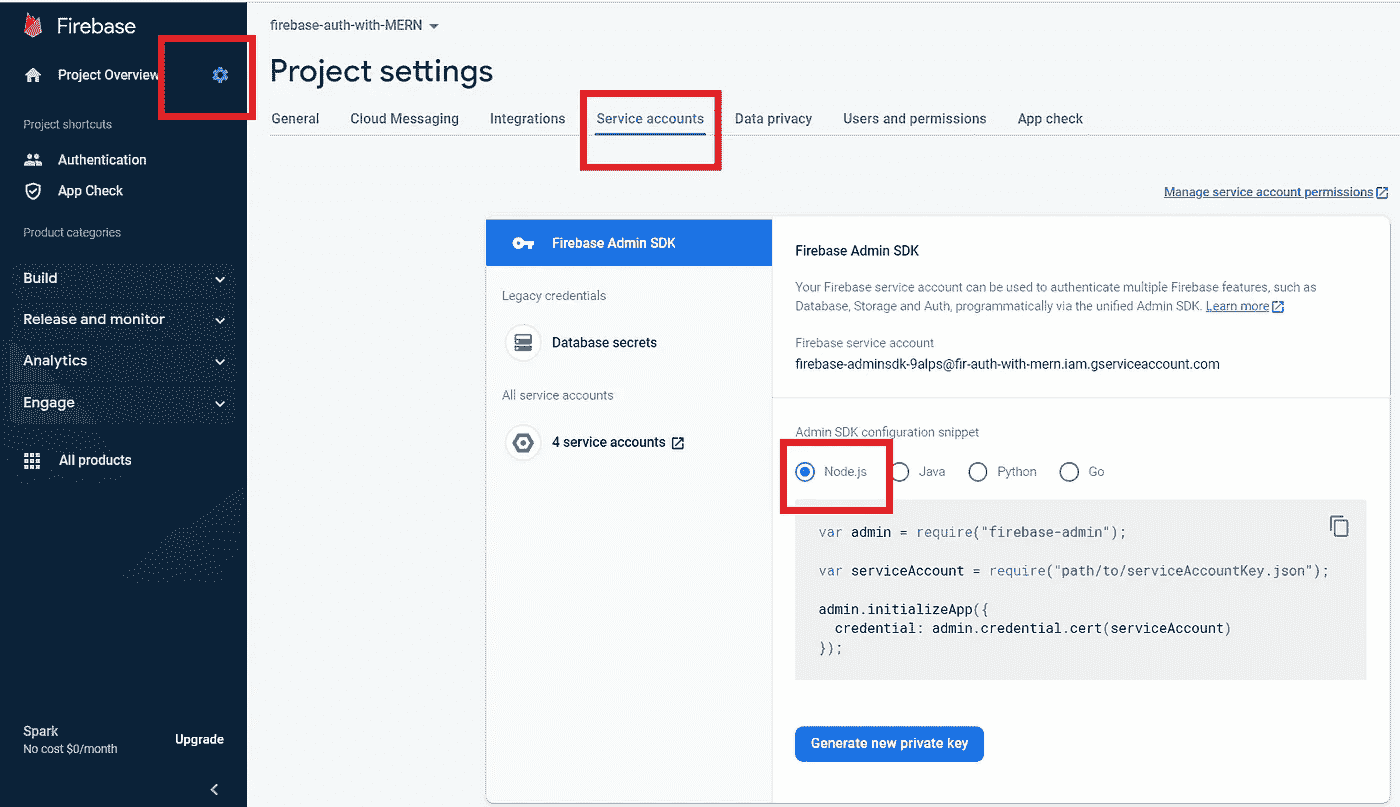 Firebase
Project Overview
Project shortcuts
Authentication
App Check
Product categories
Build
Release and monitor
Analytics
Engage
All products
Spark
No cost $0/month
Upgrade
firebase-auth-with-MERN
Project settings
General Cloud Messaging Integrations Service accounts Data privacy Users and permissions App check
Manage service account permissions
Firebase Admin SDK
Legacy credentials
Database secrets
All service accounts
4 service accounts
Firebase Admin SDK
Your Firebase service account can be used to authenticate multiple Firebase features, such as
Database, Storage and Auth, programmatically via the unified Admin SDK. Learn more
Firebase service account
firebase-adminsdk-9alps@fir-auth-with-mern.iam.gserviceaccount.com
Admin SDK configuration snippet
Node.js Java Python Go
var admin = require("firebase-admin");
var serviceAccount = require("path/to/serviceAccountKey.json");
admin.initializeApp({
credential: admin.credential.cert(serviceAccount)
});
Generate new private key